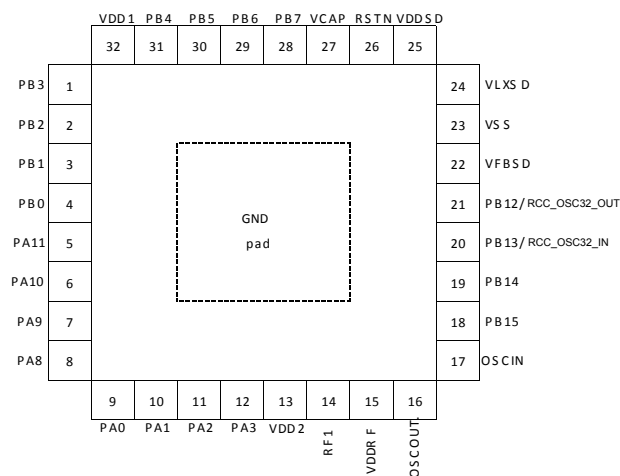 VDD1 PB4 PB5 PB6 PB7 VCAP RSTN VDDSD
32 31 30 29 28 27 26 25
PB3 1
PB2 2
PB1 3
PB0 4
PA11 5
PA10 6
PA9 7
PA8 8
GND
pad
24 VLXSD
23 VSS
22 VFBSD
21 PB12/RCC_OSC32_OUT
20 PB13/RCC_OSC32_IN
19 PB14
18 PB15
17 OSCIN
9 10 11 12 13 14 15 16
PA0 PA1 PA2 PA3 VDD2 RF1 VDDRF OSCOUT